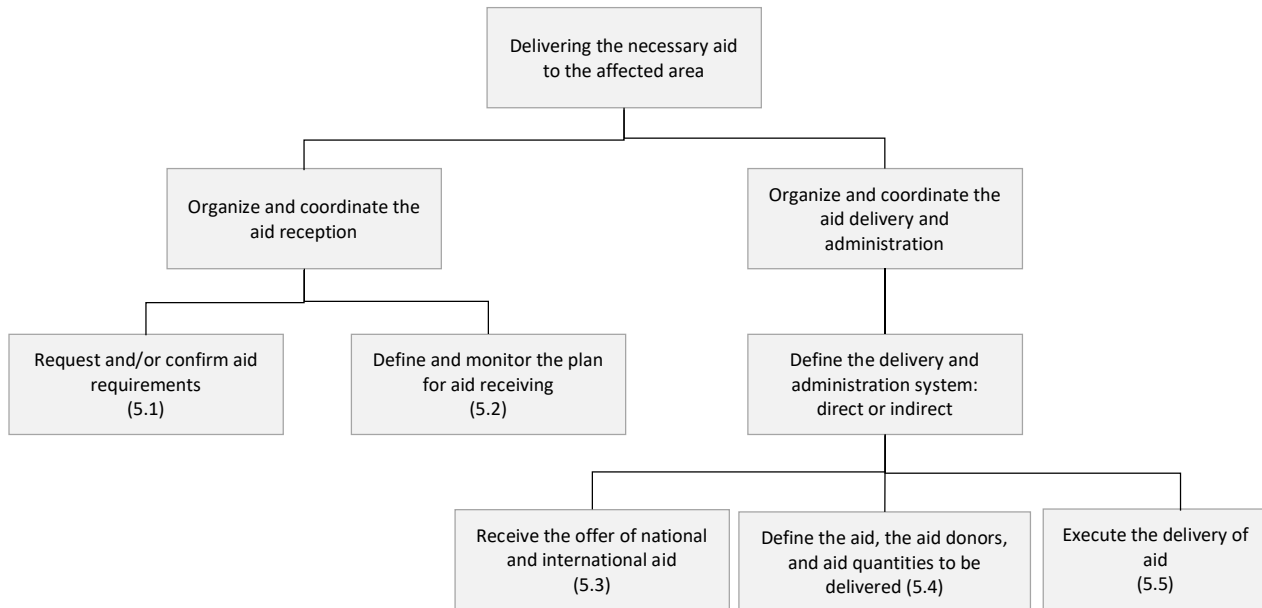 Delivering the necessary aid
to the affected area
Organize and coordinate the
aid reception
Organize and coordinate the
aid delivery and
administration
Request and/or confirm aid
requirements
(5.1)
Define and monitor the plan
for aid receiving
(5.2)
Define the delivery and
administration system:
direct or indirect
Receive the offer of national
and international aid
(5.3)
Define the aid, the aid donors,
and aid quantities to be
delivered (5.4)
Execute the delivery of
aid
(5.5)